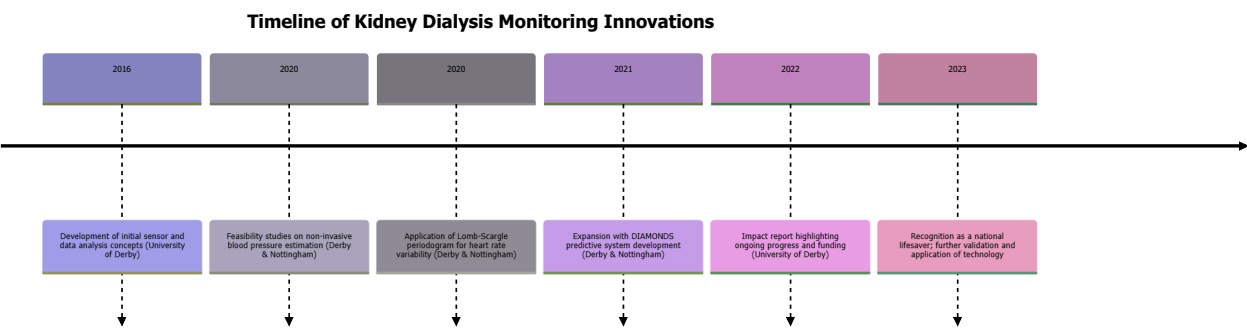 Timeline of Kidney Dialysis Monitoring Innovations
2016
2020
2020
2021
2022
2023
Development of initial sensor and
data analysis concepts (University
of Derby)
Feasibility studies on non-invasive
blood pressure estimation (Derby
& Nottingham)
Application of Lomb-Scargle
periodogram for heart rate
variability (Derby & Nottingham)
Expansion with DIAMONDS
predictive system development
(Derby & Nottingham)
Impact report highlighting
ongoing progress and funding
(University of Derby)
Recognition as a national
lifesaver; further validation and
application of technology